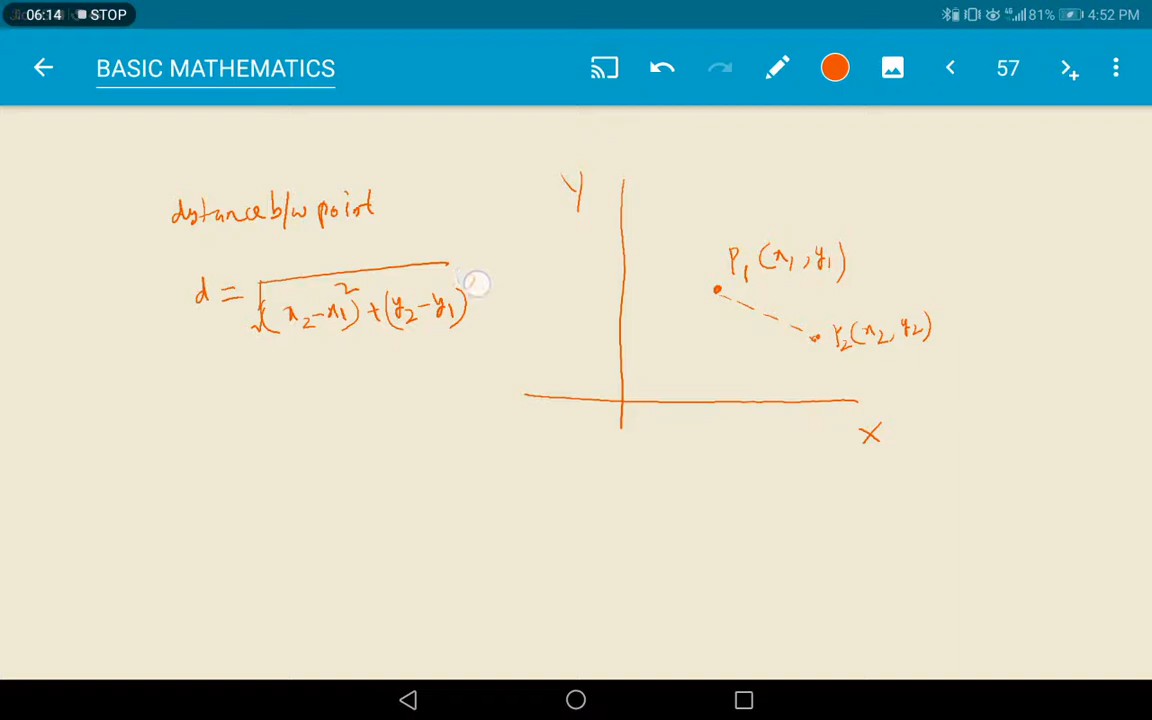 06:14 STOP 81% 4:52 PM
BASIC MATHEMATICS 57
distance b/w point
Y
P₁ (x₁, y₁)
d = √(x₂-x₁)² + (y₂-y₁)
P₂ (x₂, y₂)
X